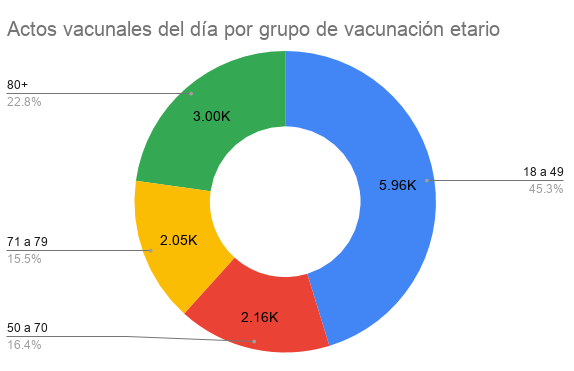 Actos vacunales del día por grupo de vacunación etario
80+
22.8%
3.00K
18 a 49
45.3%
5.96K
71 a 79
15.5%
2.05K
50 a 70
16.4%
2.16K